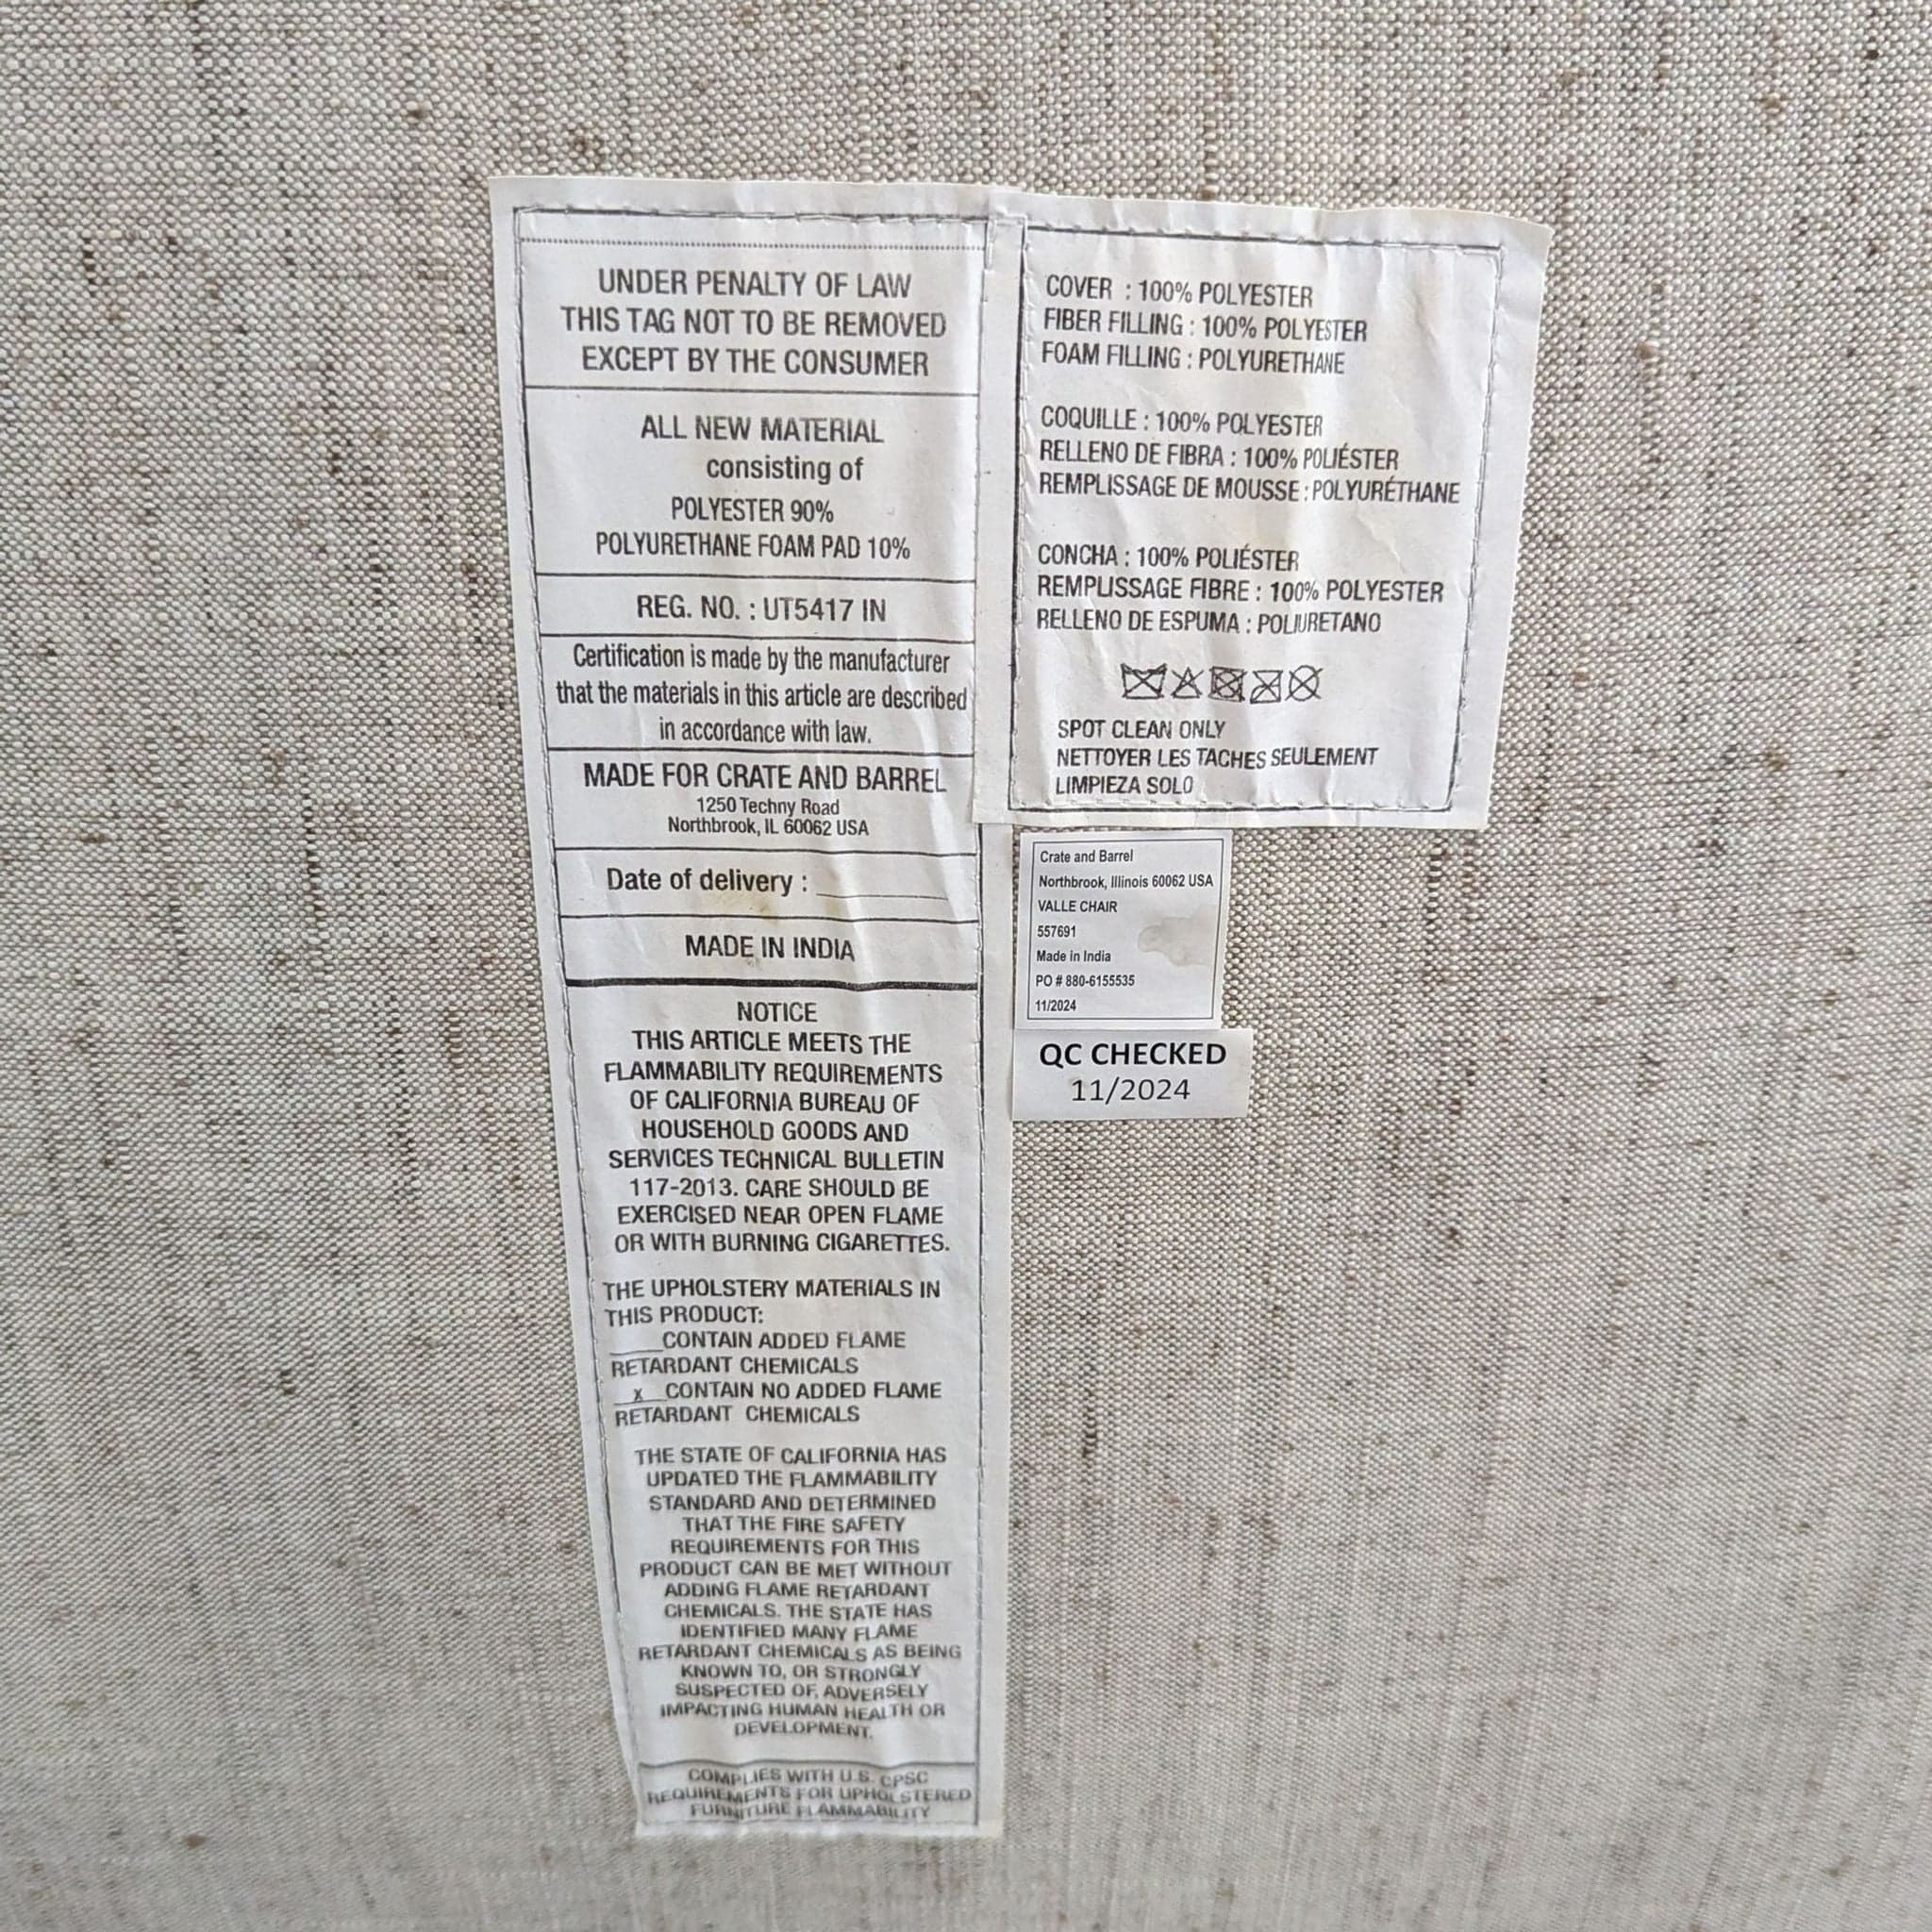 UNDER PENALTY OF LAW
THIS TAG NOT TO BE REMOVED
EXCEPT BY THE CONSUMER
ALL NEW MATERIAL
consisting of
POLYESTER 90%
POLYURETHANE FOAM PAD 10%
REG. NO. : UT5417 IN
Certification is made by the manufacturer
that the materials in this article are described
in accordance with law.
MADE FOR CRATE AND BARREL
1250 Techny Road
Northbrook, IL 60062 USA
Date of delivery : ________
MADE IN INDIA
NOTICE
THIS ARTICLE MEETS THE
FLAMMABILITY REQUIREMENTS
OF CALIFORNIA BUREAU OF
HOUSEHOLD GOODS AND
SERVICES TECHNICAL BULLETIN
117-2013. CARE SHOULD BE
EXERCISED NEAR OPEN FLAME
OR WITH BURNING CIGARETTES.
THE UPHOLSTERY MATERIALS IN
THIS PRODUCT:
____CONTAIN ADDED FLAME
RETARDANT CHEMICALS
__x__CONTAIN NO ADDED FLAME
RETARDANT CHEMICALS
THE STATE OF CALIFORNIA HAS
UPDATED THE FLAMMABILITY
STANDARD AND DETERMINED
THAT THE FIRE SAFETY
REQUIREMENTS FOR THIS
PRODUCT CAN BE MET WITHOUT
ADDING FLAME RETARDANT
CHEMICALS. THE STATE HAS
IDENTIFIED MANY FLAME
RETARDANT CHEMICALS AS BEING
KNOWN TO, OR STRONGLY
SUSPECTED OF, ADVERSELY
IMPACTING HUMAN HEALTH OR
DEVELOPMENT.
COMPLIES WITH U.S. CPSC
REQUIREMENTS FOR UPHOLSTERED
FURNITURE FLAMMABILITY
COVER : 100% POLYESTER
FIBER FILLING : 100% POLYESTER
FOAM FILLING : POLYURETHANE
COQUILLE : 100% POLYESTER
RELLENO DE FIBRA : 100% POLIÉSTER
REMPLISSAGE DE MOUSSE : POLYURÉTHANE
CONCHA : 100% POLIÉSTER
REMPLISSAGE FIBRE : 100% POLYESTER
RELLENO DE ESPUMA : POLIURETANO
SPOT CLEAN ONLY
NETTOYER LES TACHES SEULEMENT
LIMPIEZA SOLO
Crate and Barrel
Northbrook, Illinois 60062 USA
VALLE CHAIR
557691
Made in India
PO # 880-6155535
11/2024
QC CHECKED
11/2024